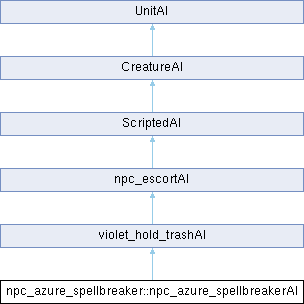 UnitAI
CreatureAI
ScriptedAI
npc_escortAI
violet_hold_trashAI
npc_azure_spellbreaker::npc_azure_spellbreakerAI